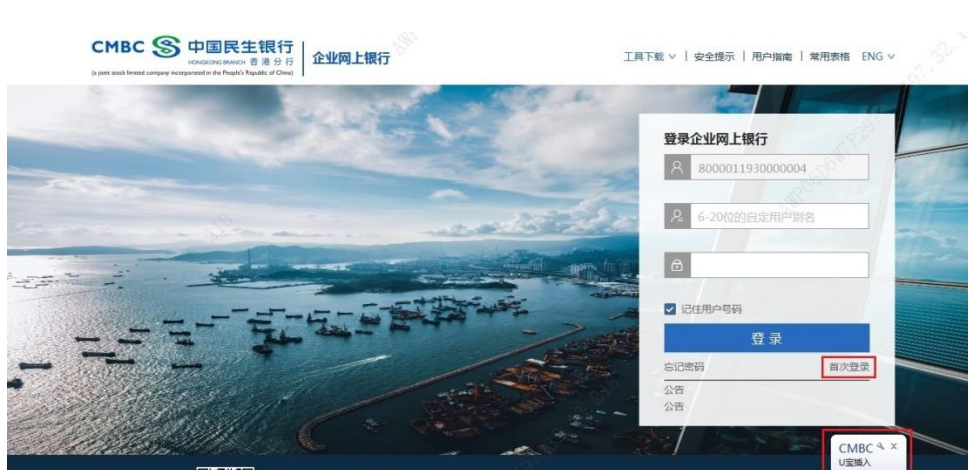 CMBC 中国民生银行
HONGKONG BRANCH 香港分行
(a joint stock limited company incorporated in the People's Republic of China)
企业网上银行
工具下载 | 安全提示 | 用户指南 | 常用表格 ENG
登录企业网上银行
8000011930000004
6-20位的自定用户别名
记住用户号码
登录
忘记密码 首次登录
公告
公告
CMBC
U宝插入